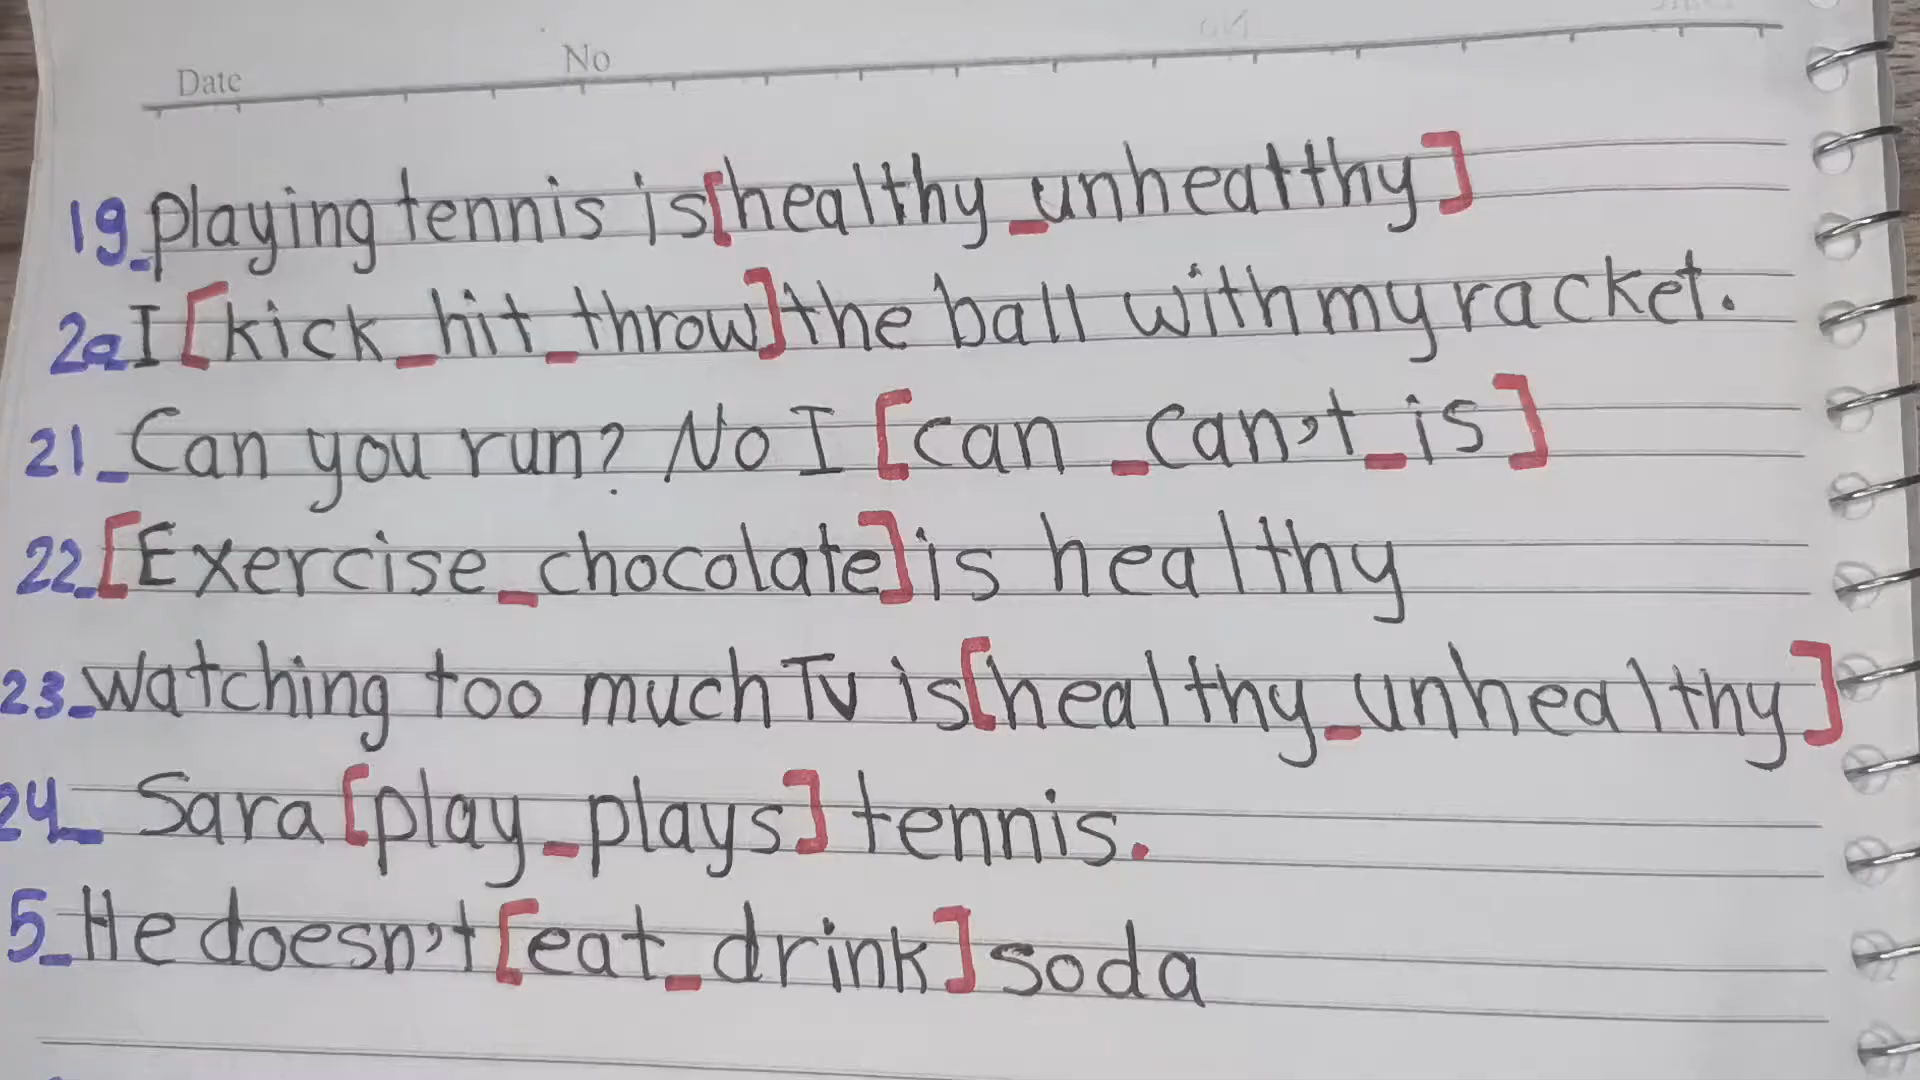 Date No
19_playing tennis is[healthy_unhealthy]
20_I [kick_hit_throw] the ball with my racket.
21_Can you run? No I [can_can't_is]
22_[Exercise_chocolate] is healthy
23_watching too much Tv is[healthy_unhealthy]
24_ Sara [play_plays] tennis.
5_He doesn't [eat_drink] soda